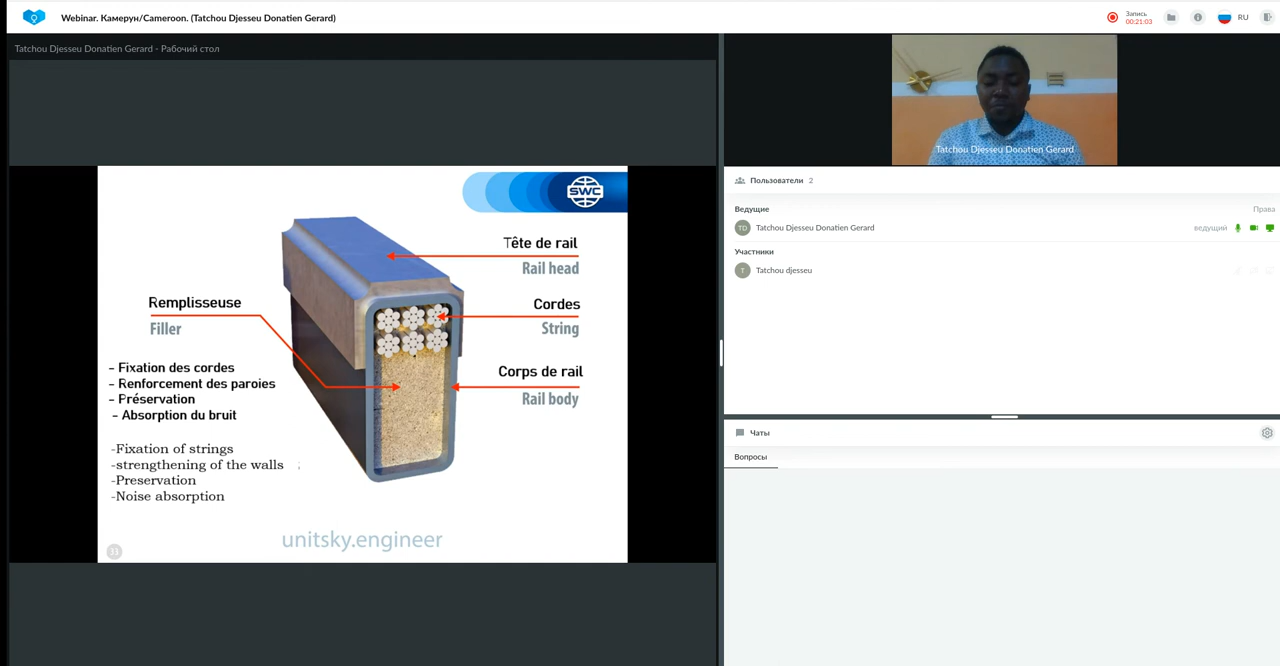 Webinar. Камерун/Cameroon. (Tatchou Djesseu Donatien Gerard)
Запись
00:21:03
RU
Tatchou Djesseu Donatien Gerard - Рабочий стол
SWC
Tête de rail
Rail head
Remplisseuse
Filler
Cordes
String
Corps de rail
Rail body
- Fixation des cordes
- Renforcement des paroies
- Préservation
- Absorption du bruit
-Fixation of strings
-strengthening of the walls ;
-Preservation
-Noise absorption
unitsky.engineer
33
Tatchou Djesseu Donatien Gerard
Пользователи 2
Ведущие Права
TD Tatchou Djesseu Donatien Gerard ведущий
Участники
T Tatchou djesseu
Чаты
Вопросы